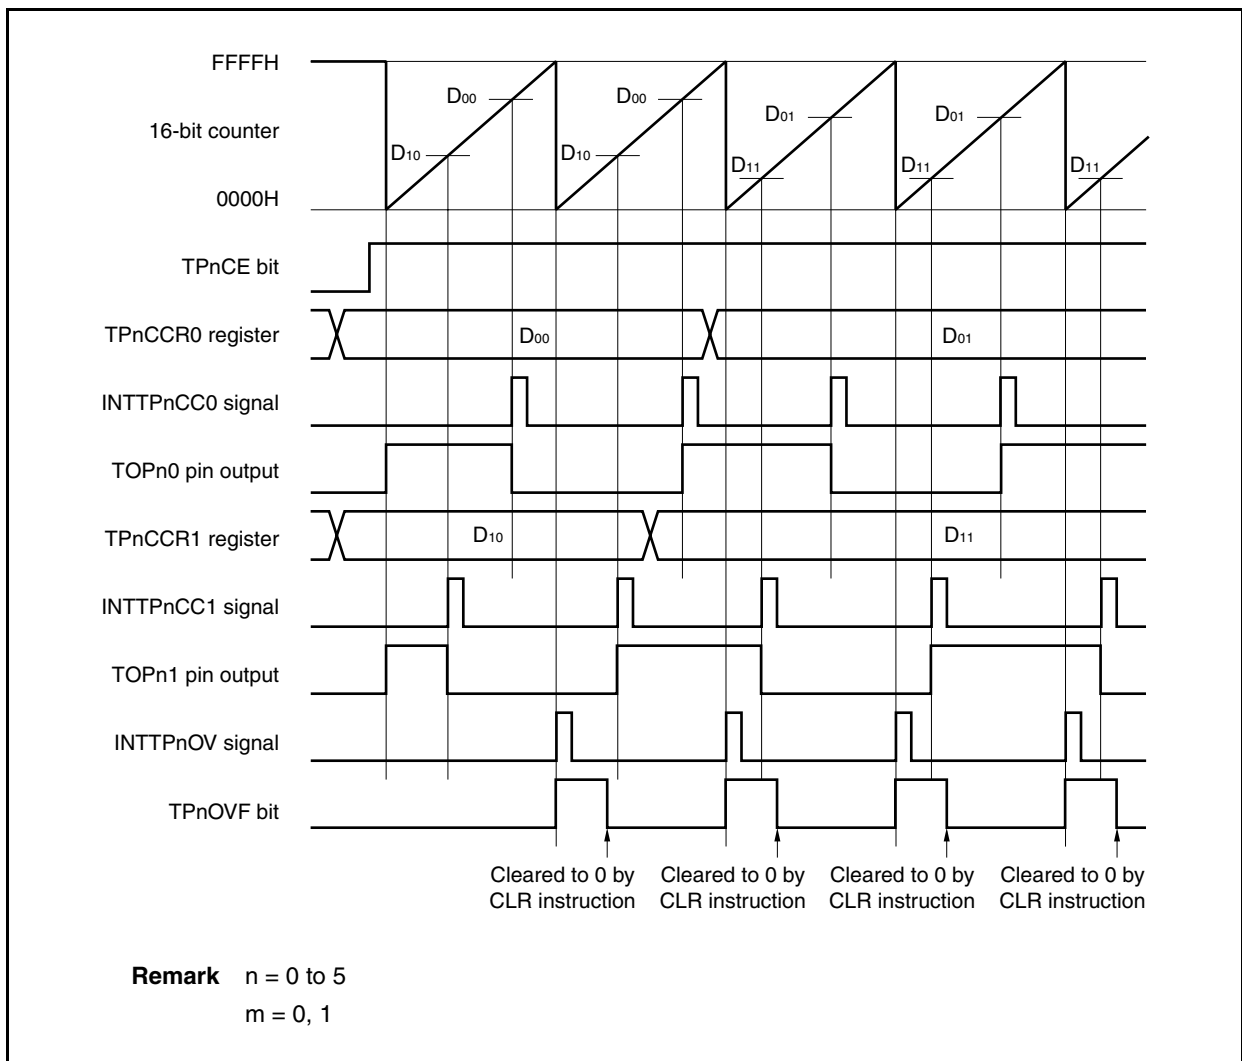 FFFFH
D00 D00
D01 D01
16-bit counter
D10 D10
D11 D11 D11
0000H
TPnCE bit
TPnCCR0 register D00 D01
INTTPnCC0 signal
TOPn0 pin output
TPnCCR1 register D10 D11
INTTPnCC1 signal
TOPn1 pin output
INTTPnOV signal
TPnOVF bit
Cleared to 0 by CLR instruction
Cleared to 0 by CLR instruction
Cleared to 0 by CLR instruction
Cleared to 0 by CLR instruction
Remark n = 0 to 5
m = 0, 1